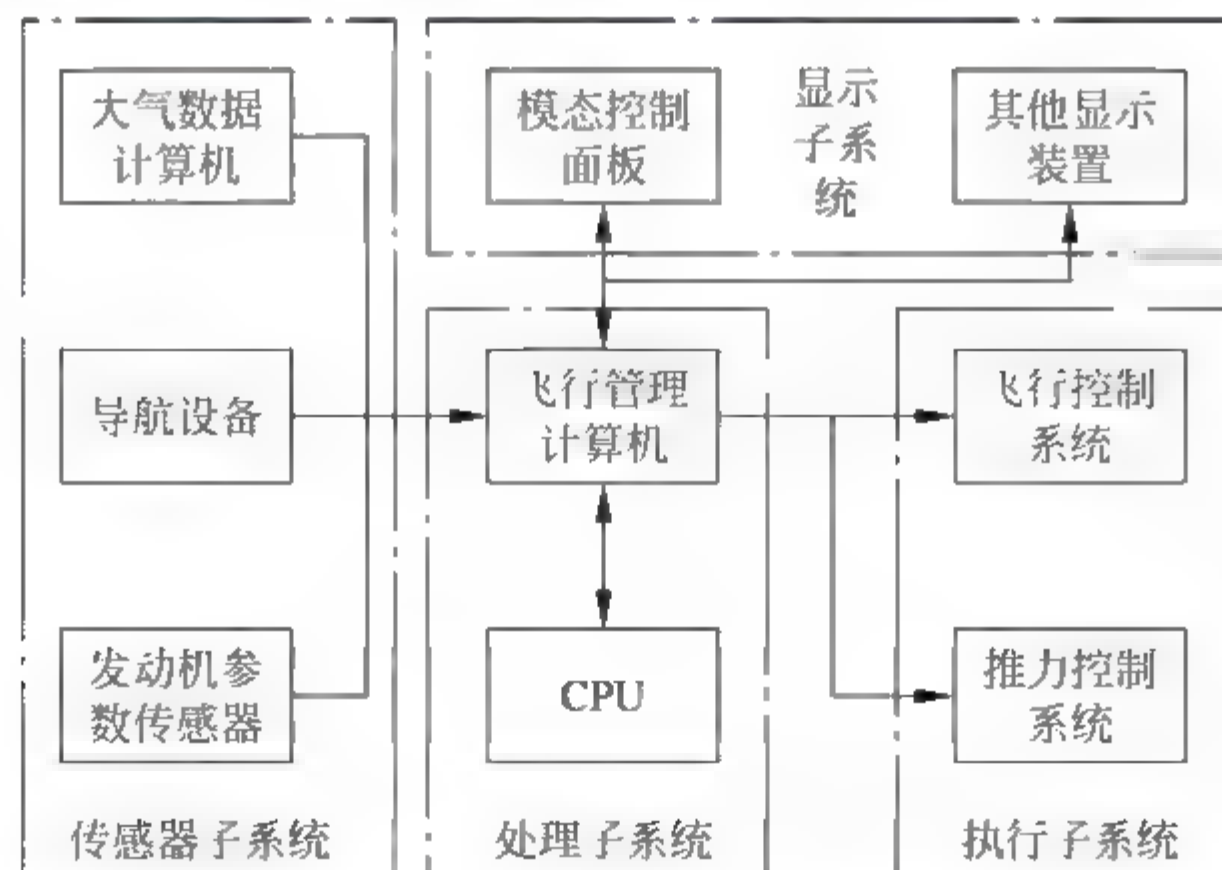 大气数据
计算机
模态控制
面板
显示
子系
统
其他显示
装置
导航设备
飞行管理
计算机
飞行控制
系统
发动机参
数传感器
CPU
推力控制
系统
传感器子系统
处理子系统
执行子系统